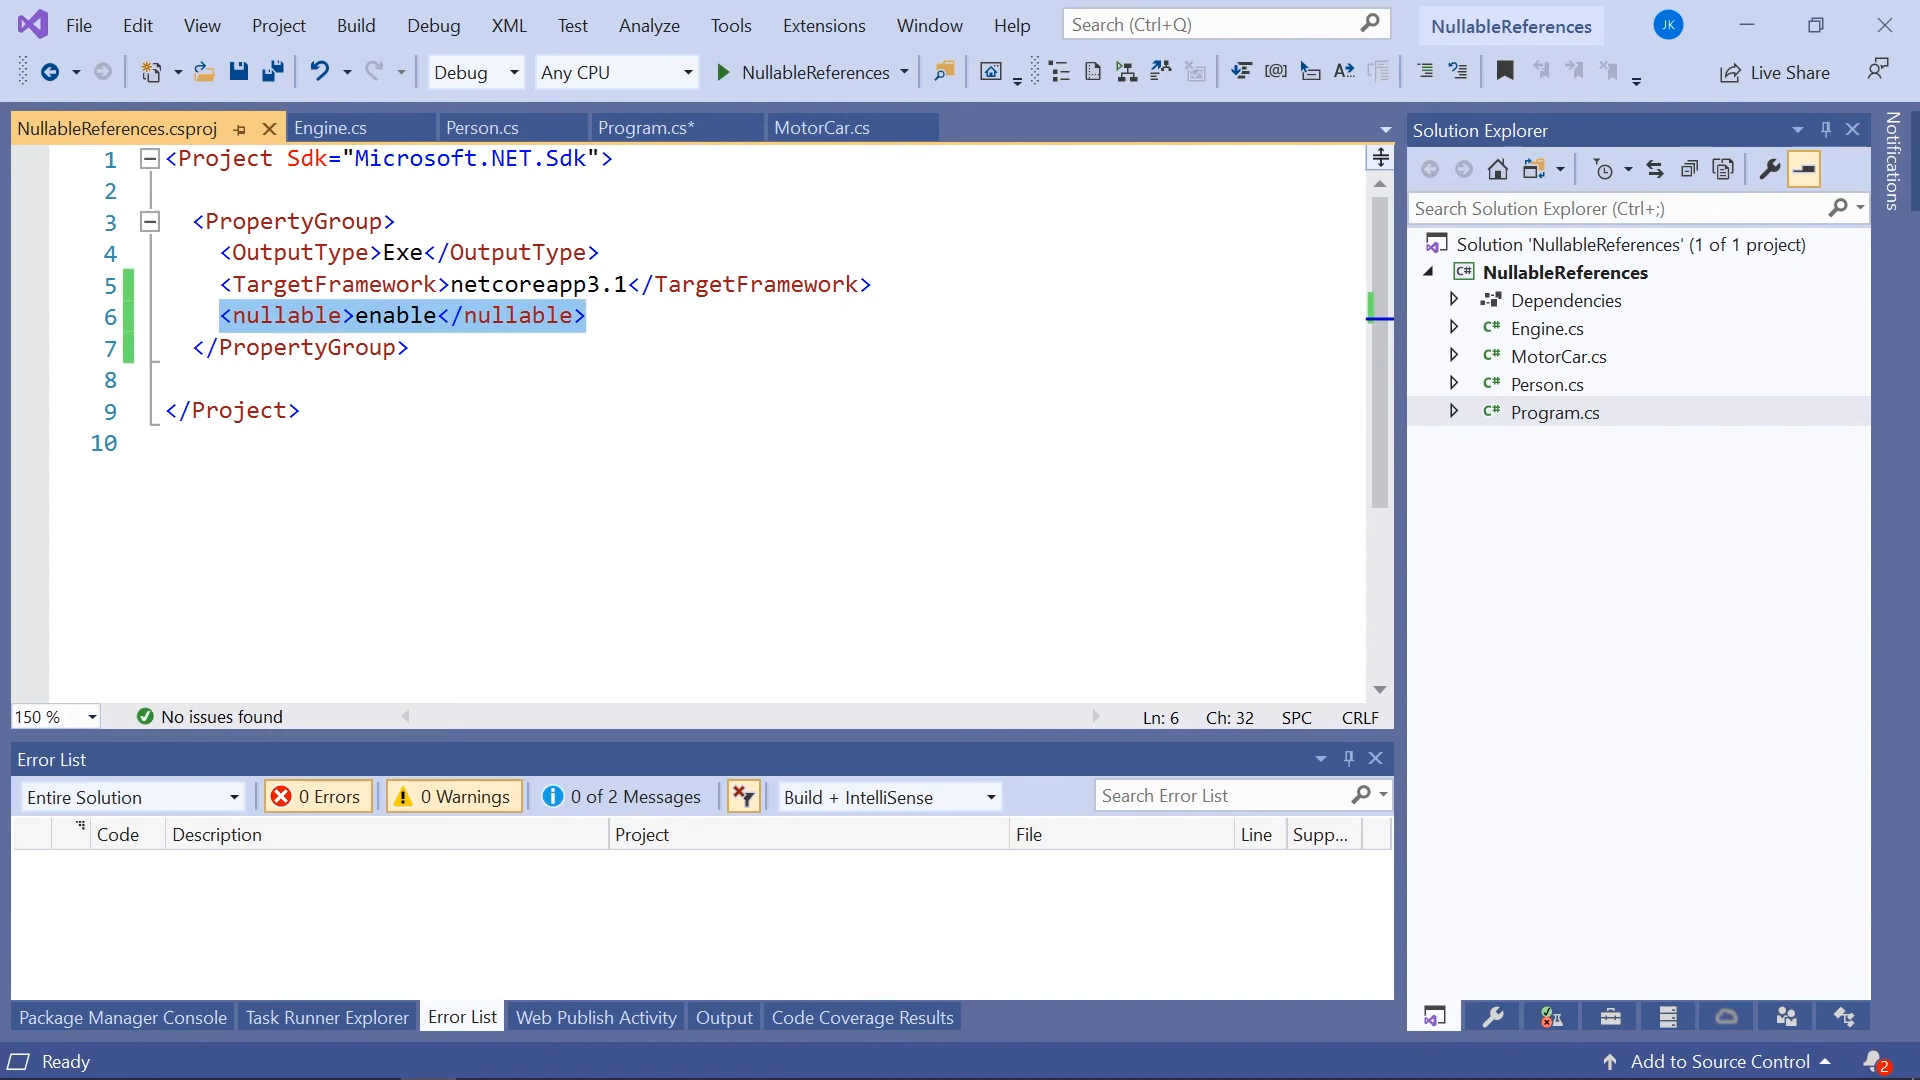 File Edit View Project Build Debug XML Test Analyze Tools Extensions Window Help Search (Ctrl+Q) NullableReferences JK
Debug Any CPU NullableReferences Live Share
NullableReferences.csproj Engine.cs Person.cs Program.cs* MotorCar.cs
1 <Project Sdk="Microsoft.NET.Sdk">
2
3 <PropertyGroup>
4 <OutputType>Exe</OutputType>
5 <TargetFramework>netcoreapp3.1</TargetFramework>
6 <nullable>enable</nullable>
7 </PropertyGroup>
8
9 </Project>
10
150 % No issues found Ln: 6 Ch: 32 SPC CRLF
Solution Explorer
Search Solution Explorer (Ctrl+;)
Solution 'NullableReferences' (1 of 1 project)
C# NullableReferences
Dependencies
C# Engine.cs
C# MotorCar.cs
C# Person.cs
C# Program.cs
Notifications
Error List
Entire Solution 0 Errors 0 Warnings 0 of 2 Messages Build + IntelliSense Search Error List
Code Description Project File Line Supp...
Package Manager Console Task Runner Explorer Error List Web Publish Activity Output Code Coverage Results
Ready Add to Source Control 2